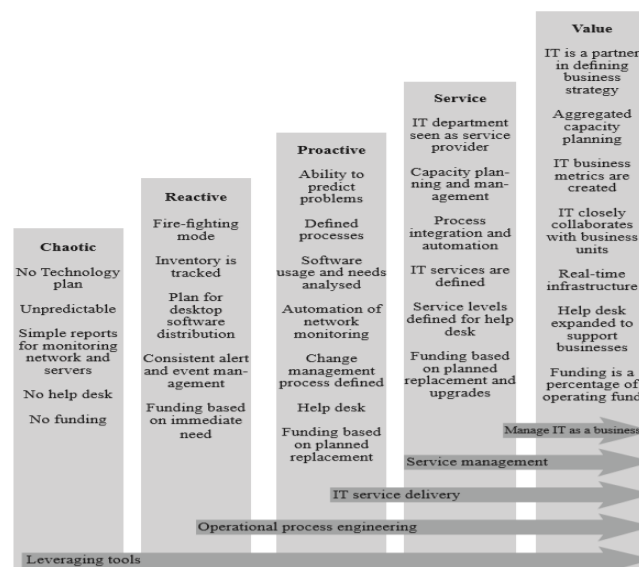 Chaotic
No Technology
plan
Unpredictable
Simple reports
for monitoring
network and
servers
No help desk
No funding
Reactive
Fire-fighting
mode
Inventory is
tracked
Plan for
desktop
software
distribution
Consistent alert
and event man-
agement
Funding based
on immediate
need
Proactive
Ability to
predict
problems
Defined
processes
Software
usage and needs
analysed
Automation of
network
monitoring
Change
management
process defined
Help desk
Funding based
on planned
replacement
Service
IT department
seen as service
provider
Capacity plan-
ning and man-
agement
Process
integration and
automation
IT services are
defined
Service levels
defined for help
desk
Funding based
on planned
replacement and
upgrades
Value
IT is a partner
in defining
business
strategy
Aggregated
capacity
planning
IT business
metrics are
created
IT closely
collaborates
with business
units
Real-time
infrastructure
Help desk
expanded to
support
businesses
Funding is a
percentage of
operating fund
Manage IT as a business
Service management
IT service delivery
Operational process engineering
Leveraging tools